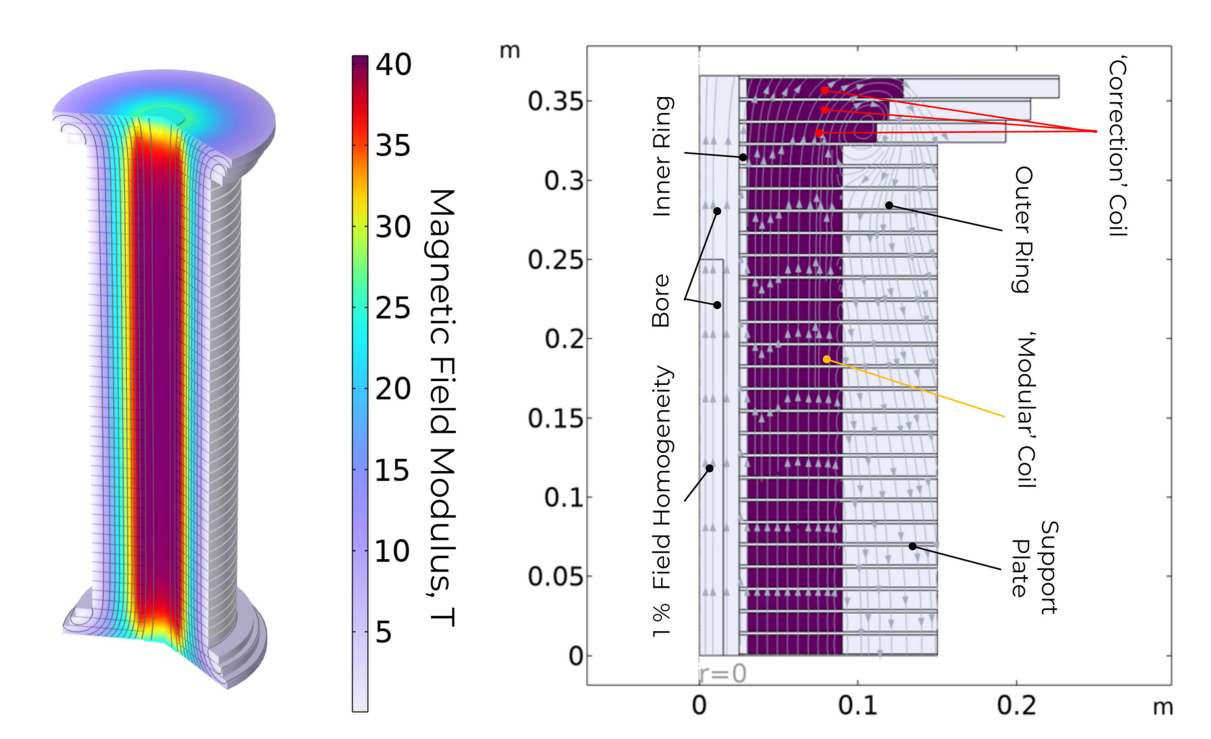 40
35
30
25
20
15
10
5
Magnetic Field Modulus, T
m
0.35
0.3
0.25
0.2
0.15
0.1
0.05
0
Inner Ring
Bore
1% Field Homogeneity
'Correction' Coil
Outer Ring
'Modular' Coil
Support
Plate
r=0
0
0.1
0.2
m